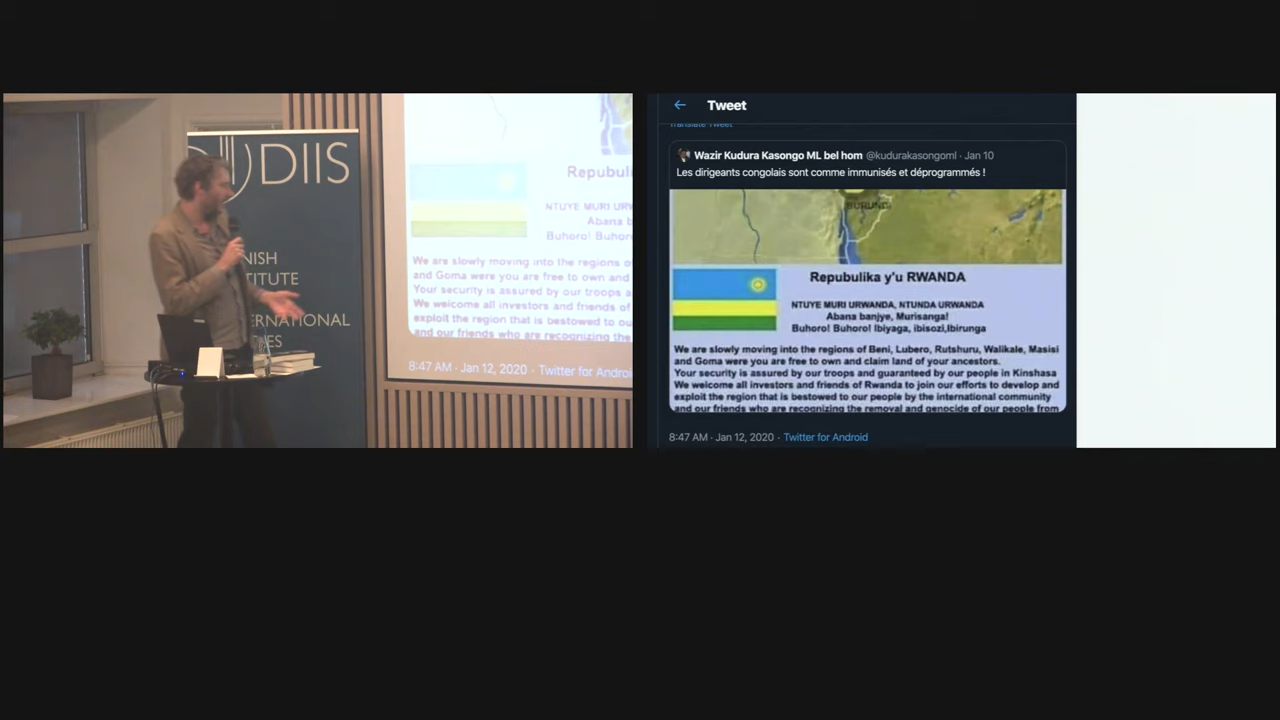 DIIS
NISH
TITUTE
ERNATIONAL
IES
Repubuli
NTUYE MURI URW
Abana b
Buhoro! Buhor
We are slowly moving into the regions o
and Goma were you are free to own and
Your security is assured by our troops a
We welcome all investors and friends of
exploit the region that is bestowed to ou
and our friends who are recognizing the
8:47 AM · Jan 12, 2020 · Twitter for Androi
Tweet
Translate Tweet
Wazir Kudura Kasongo ML bel hom @kudurakasongoml · Jan 10
Les dirigeants congolais sont comme immunisés et déprogrammés !
BURUNDI
Repubulika y'u RWANDA
NTUYE MURI URWANDA, NTUNDA URWANDA
Abana banjye, Murisanga!
Buhoro! Buhoro! Ibiyaga, ibisozi,Ibirunga
We are slowly moving into the regions of Beni, Lubero, Rutshuru, Walikale, Masisi
and Goma were you are free to own and claim land of your ancestors.
Your security is assured by our troops and guaranteed by our people in Kinshasa
We welcome all investors and friends of Rwanda to join our efforts to develop and
exploit the region that is bestowed to our people by the international community
and our friends who are recognizing the removal and genocide of our people from
8:47 AM · Jan 12, 2020 · Twitter for Android